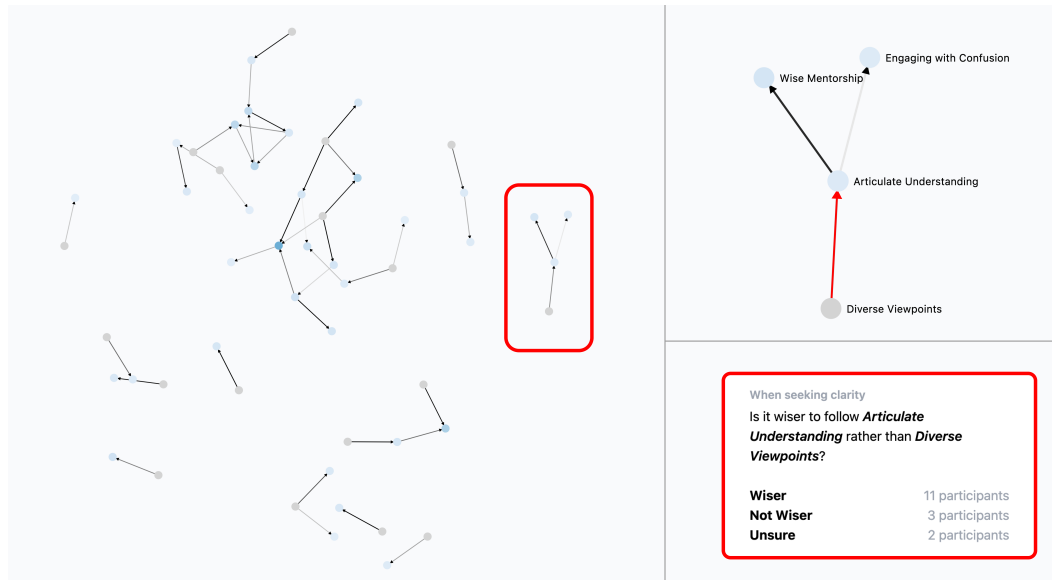 Engaging with Confusion
Wise Mentorship
Articulate Understanding
Diverse Viewpoints
When seeking clarity
Is it wiser to follow Articulate
Understanding rather than Diverse
Viewpoints?
Wiser 11 participants
Not Wiser 3 participants
Unsure 2 participants